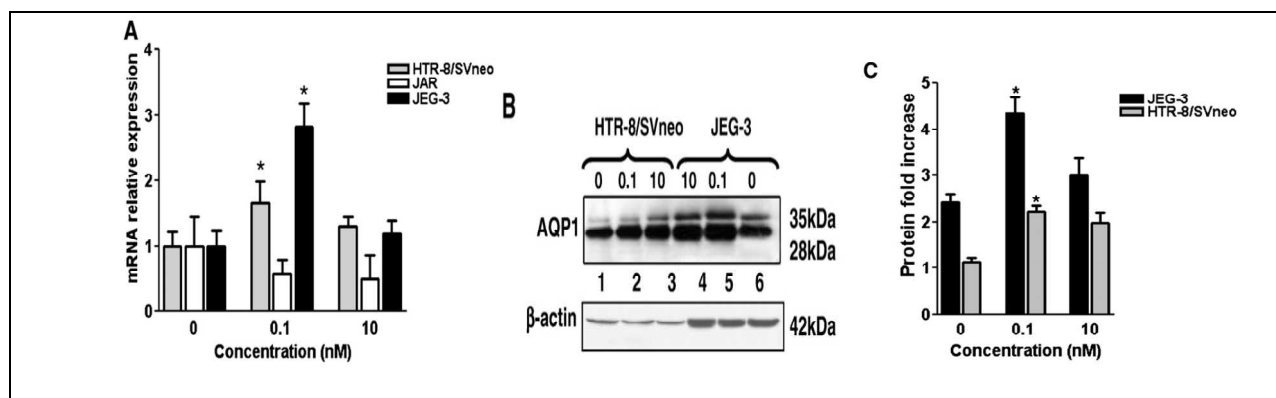 A
mRNA relative expression
4
3
2
1
0
*
*
HTR-8/SVneo
JAR
JEG-3
0 0.1 10
Concentration (nM)
B
HTR-8/SVneo JEG-3
0 0.1 10 10 0.1 0
AQP1
35kDa
28kDa
1 2 3 4 5 6
β-actin
42kDa
C
Protein fold increase
5
4
3
2
1
0
*
*
JEG-3
HTR-8/SVneo
0 0.1 10
Concentration (nM)